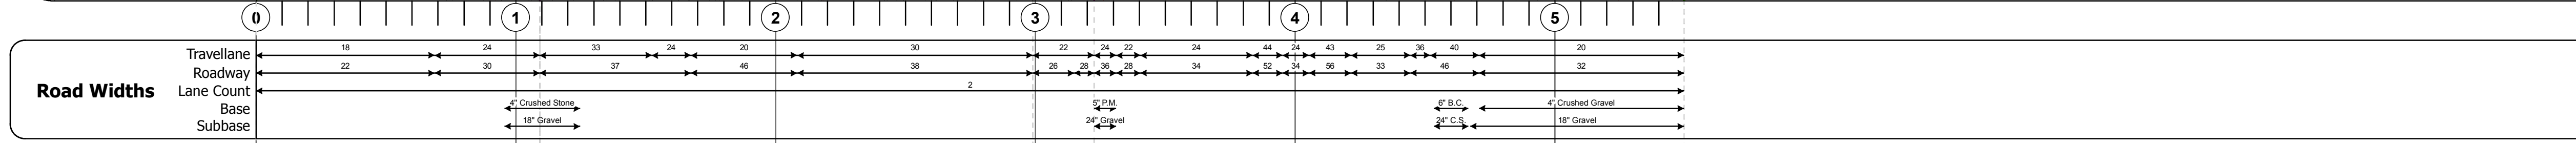 0 1 2 3 4 5
Travellane 18 24 33 24 20 30 22 24 22 24 44 24 43 25 36 40 20
Roadway 22 30 37 46 38 26 28 36 28 34 52 34 56 33 46 32
Road Widths
Lane Count 2
Base 4" Crushed Stone 5" P.M. 6" B.C. 4" Crushed Gravel
Subbase 18" Gravel 24" Gravel 24" C.S. 18" Gravel